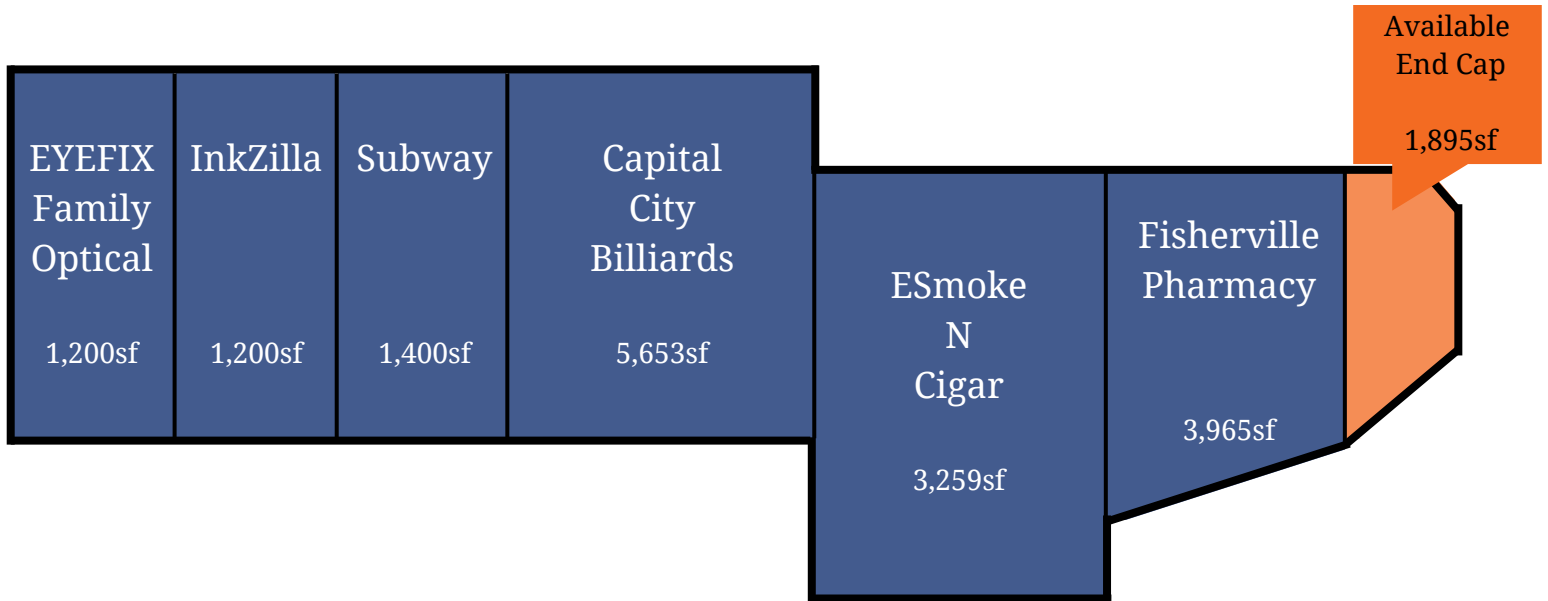 EYEFIX
Family
Optical
1,200sf
InkZilla
1,200sf
Subway
1,400sf
Capital
City
Billiards
5,653sf
ESmoke
N
Cigar
3,259sf
Fisherville
Pharmacy
3,965sf
Available
End Cap
1,895sf